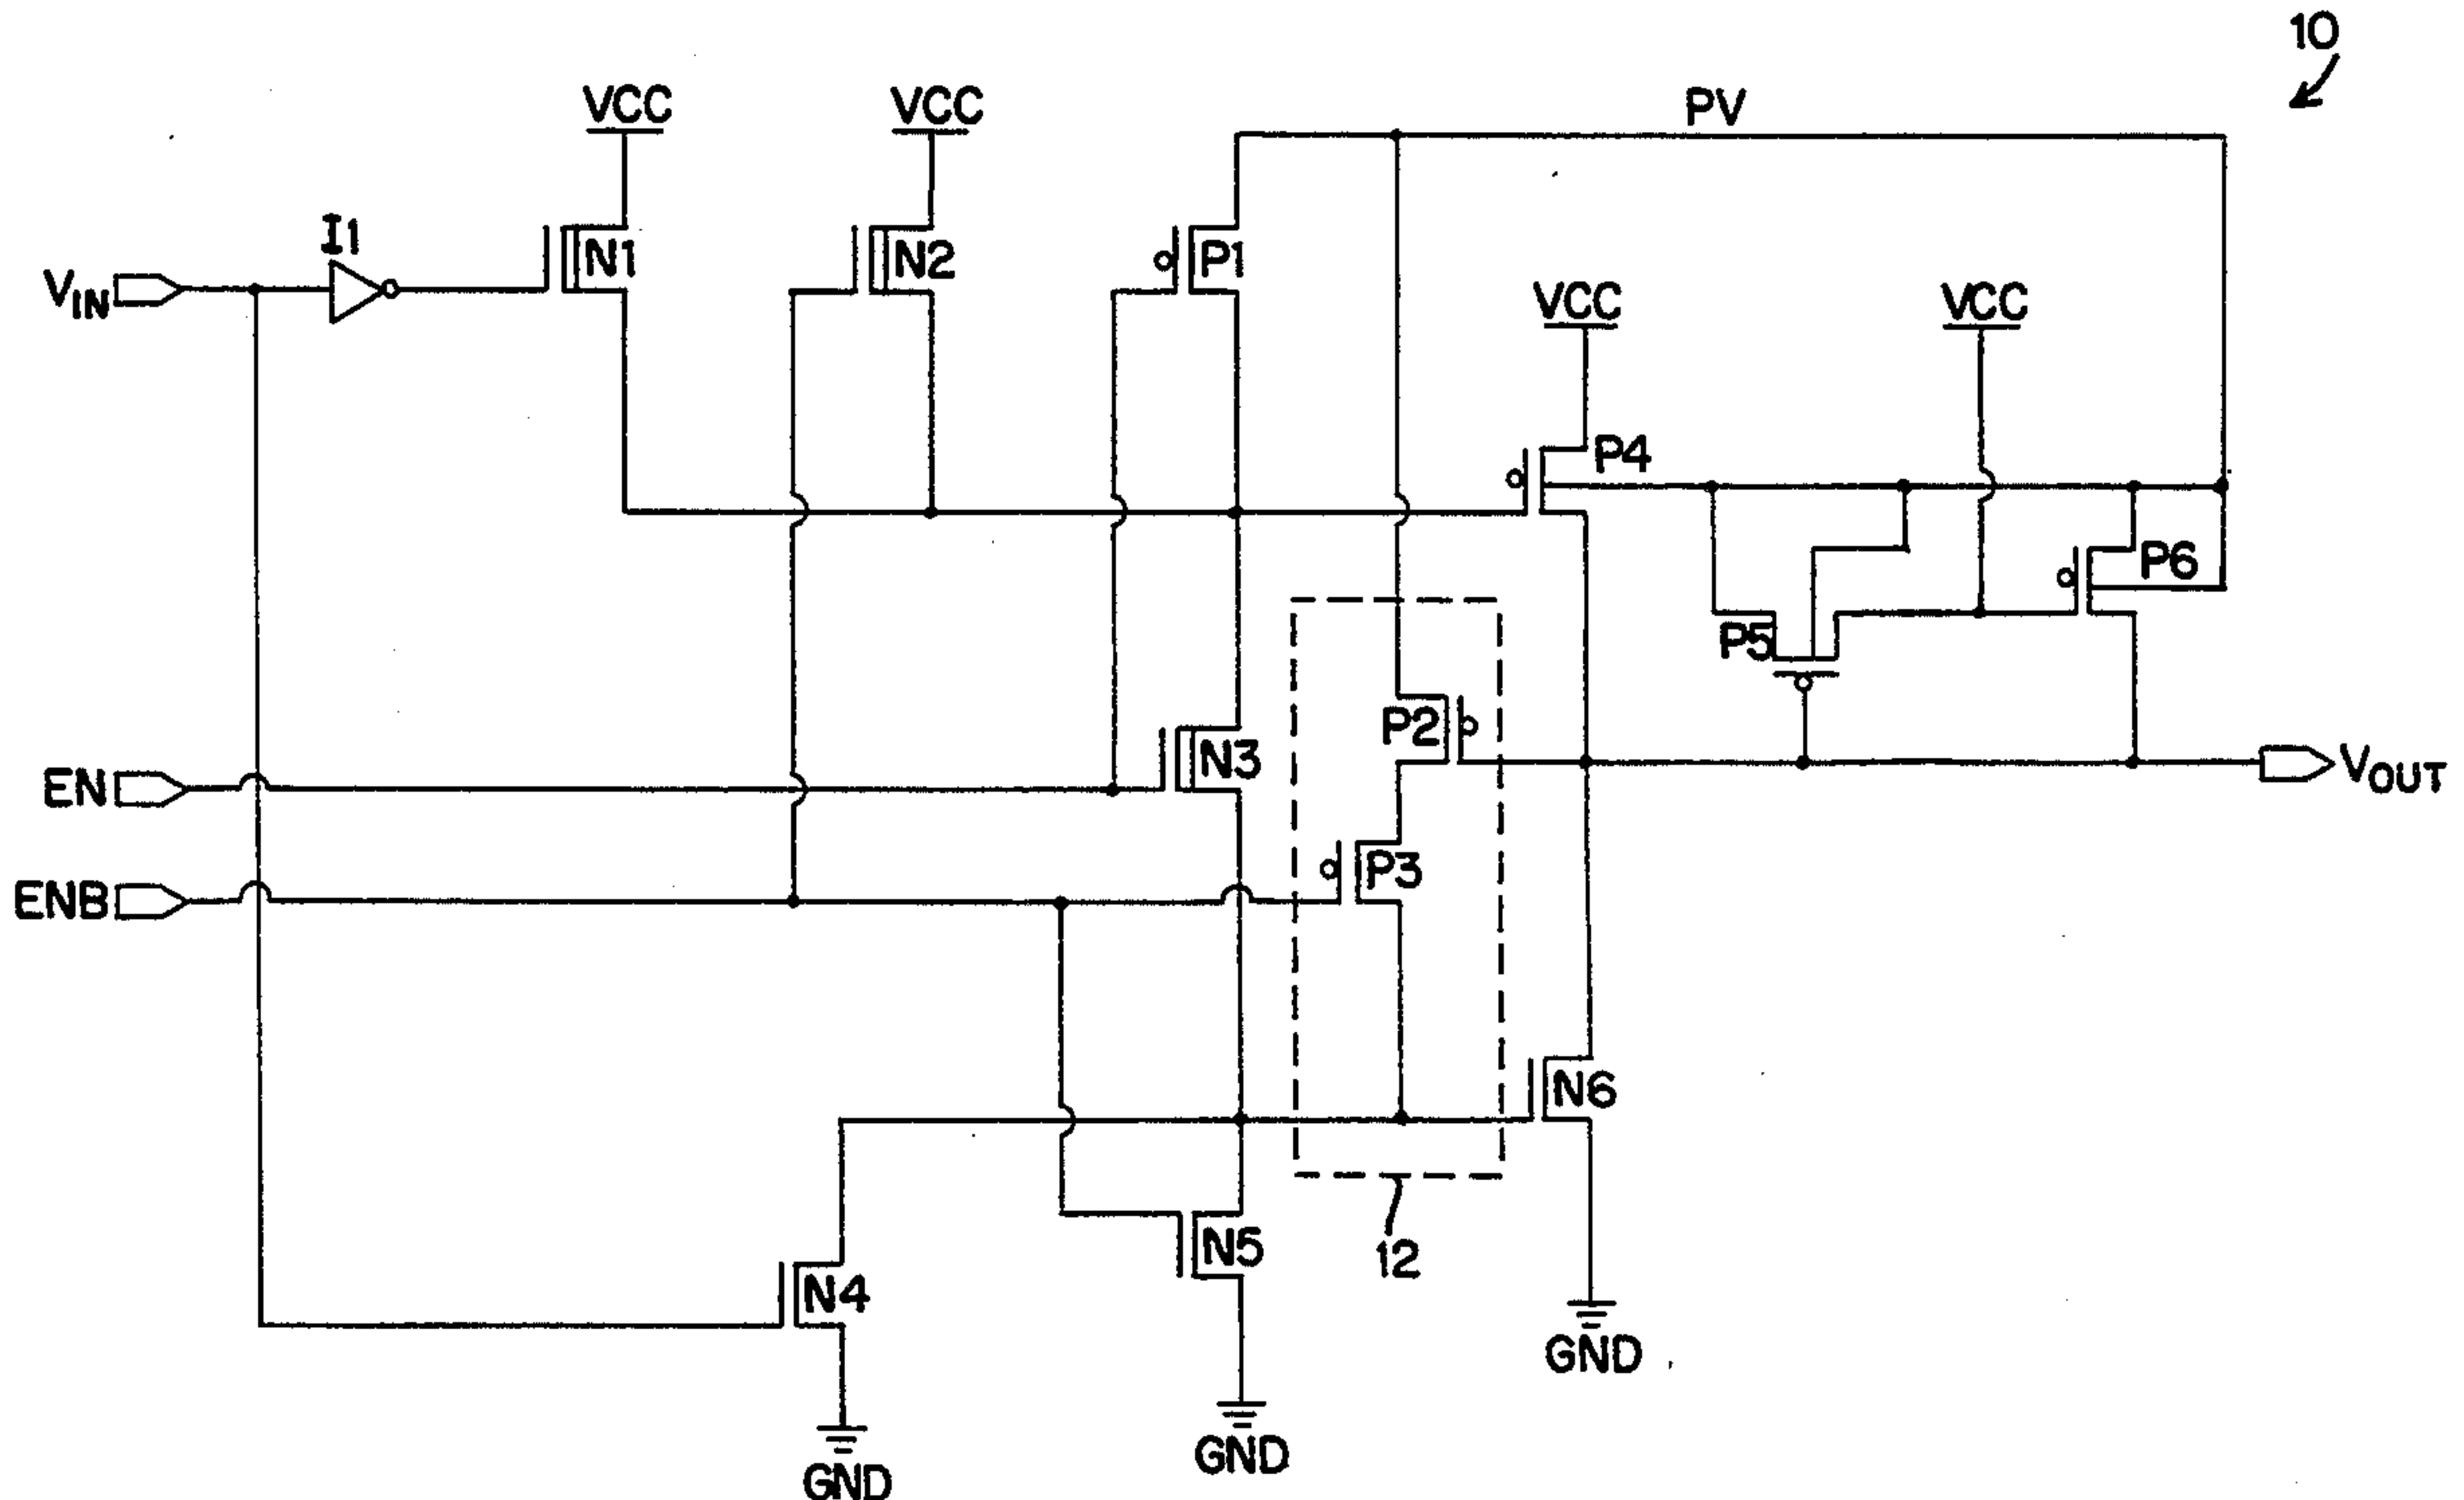 10
VCC
VCC
PV
I1
N1
N2
P1
VIN
VCC
VCC
P4
P6
P5
P2
N3
VOUT
EN
P3
ENB
N6
N5
12
N4
GND
GND
GND